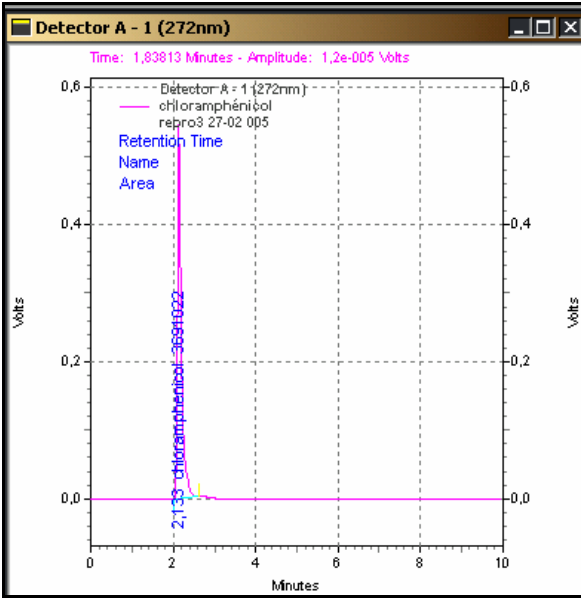 Detector A - 1 (272nm)
Time: 1,83813 Minutes - Amplitude: 1,2e-005 Volts
Detector A - 1 (272nm)
chloramphénicol
repro3 27-02 005
Retention Time
Name
Area
0,6
0,4
0,2
0,0
0,6
0,4
0,2
0,0
Volts
Volts
2,133 chloramphenicol 3691022
0 2 4 6 8 10
Minutes